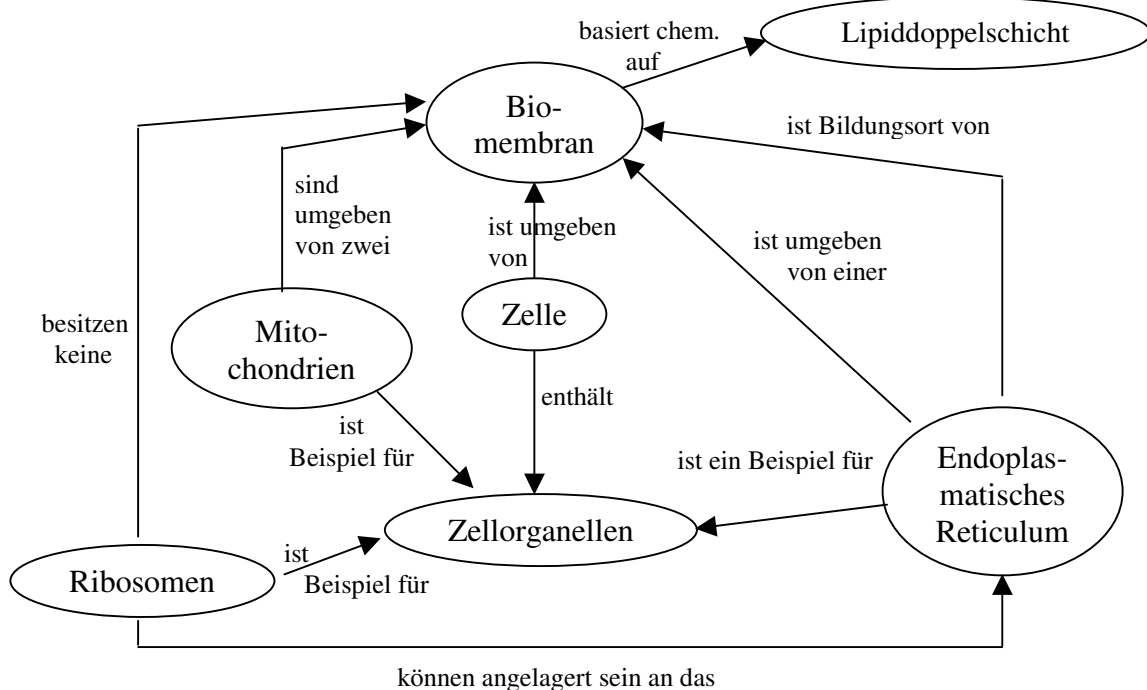 basiert chem.
auf
Lipiddoppelschicht
Bio-
membran
ist Bildungsort von
sind
umgeben
von zwei
ist umgeben
von
ist umgeben
von einer
besitzen
keine
Mito-
chondrien
Zelle
enthält
ist
Beispiel für
ist ein Beispiel für
Endoplas-
matisches
Reticulum
Zellorganellen
ist
Beispiel für
Ribosomen
können angelagert sein an das